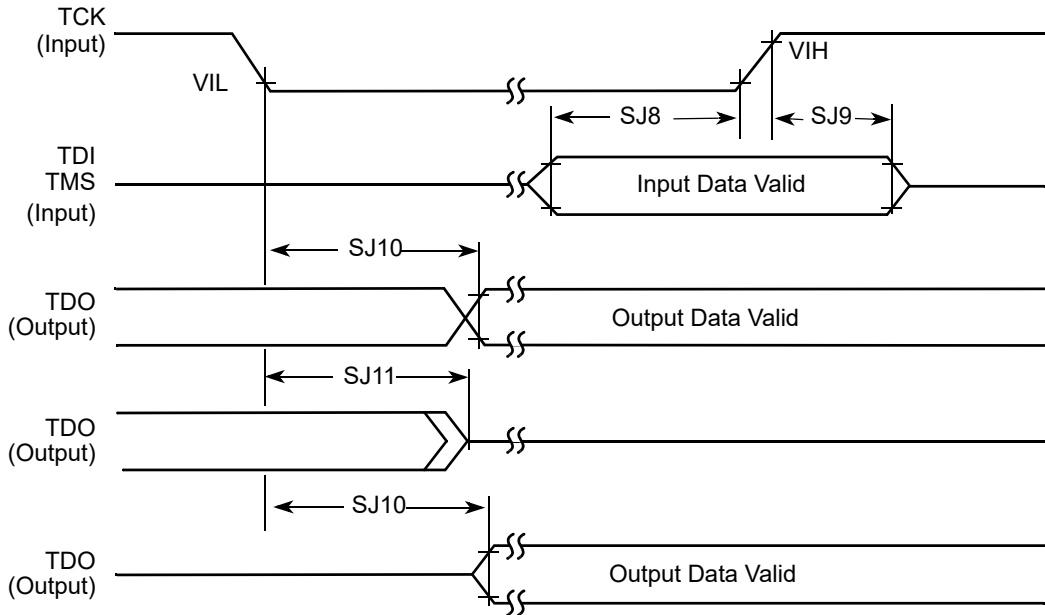 TCK
(Input)
VIH
VIL
SJ8
SJ9
TDI
TMS
(Input)
Input Data Valid
SJ10
TDO
(Output)
Output Data Valid
SJ11
TDO
(Output)
SJ10
TDO
(Output)
Output Data Valid